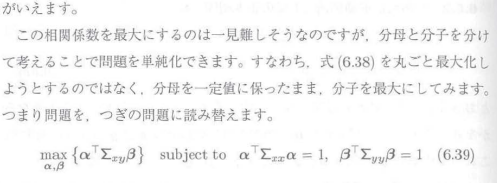 がいえます。
この相関係数を最大にするのは一見難しそうなのですが，分母と分子を分け
て考えることで問題を単純化できます。すなわち，式 (6.38) を丸ごと最大化し
ようとするのではなく，分母を一定値に保ったまま，分子を最大にしてみます。
つまり問題を，つぎの問題に読み替えます。
max_{α,β} {α^⊤Σ_{xy}β} subject to α^⊤Σ_{xx}α = 1, β^⊤Σ_{yy}β = 1 (6.39)